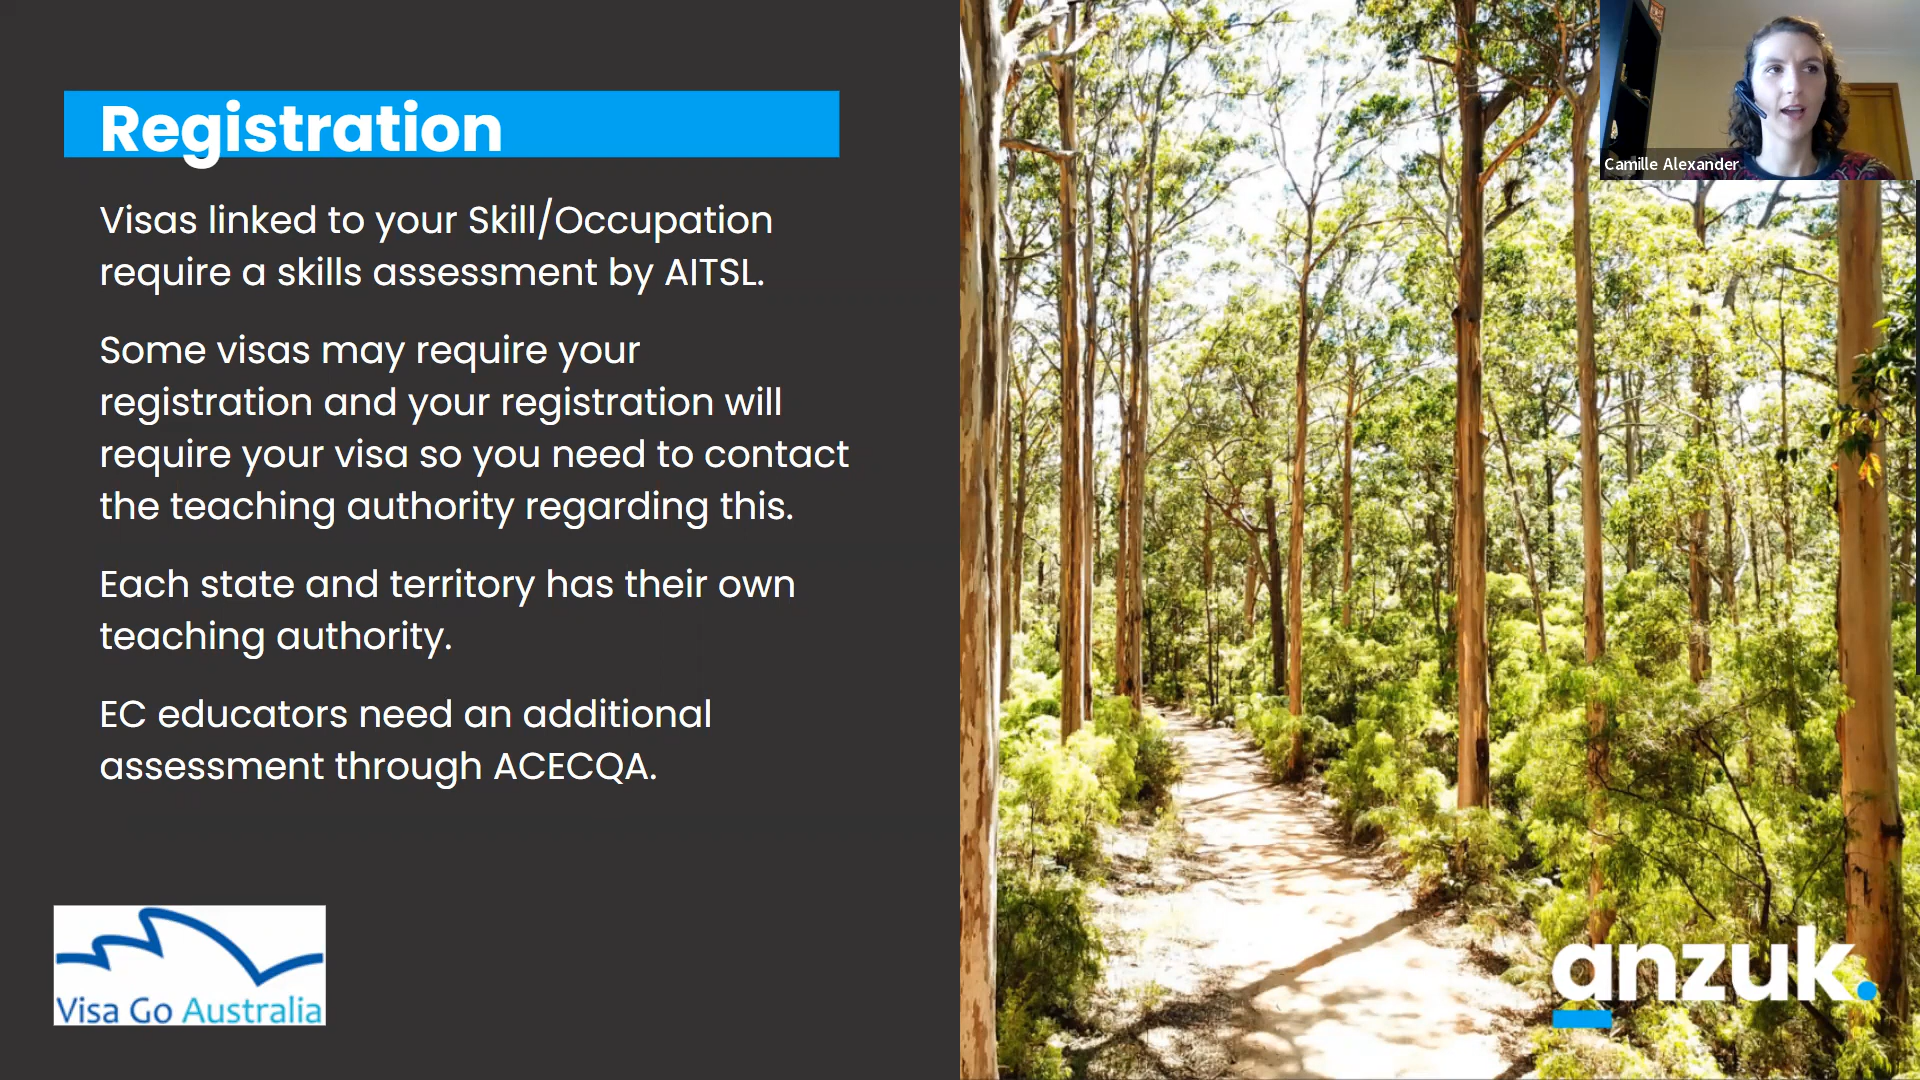 Registration
Visas linked to your Skill/Occupation
require a skills assessment by AITSL.
Some visas may require your
registration and your registration will
require your visa so you need to contact
the teaching authority regarding this.
Each state and territory has their own
teaching authority.
EC educators need an additional
assessment through ACECQA.
Visa Go Australia
Camille Alexander
anzuk.